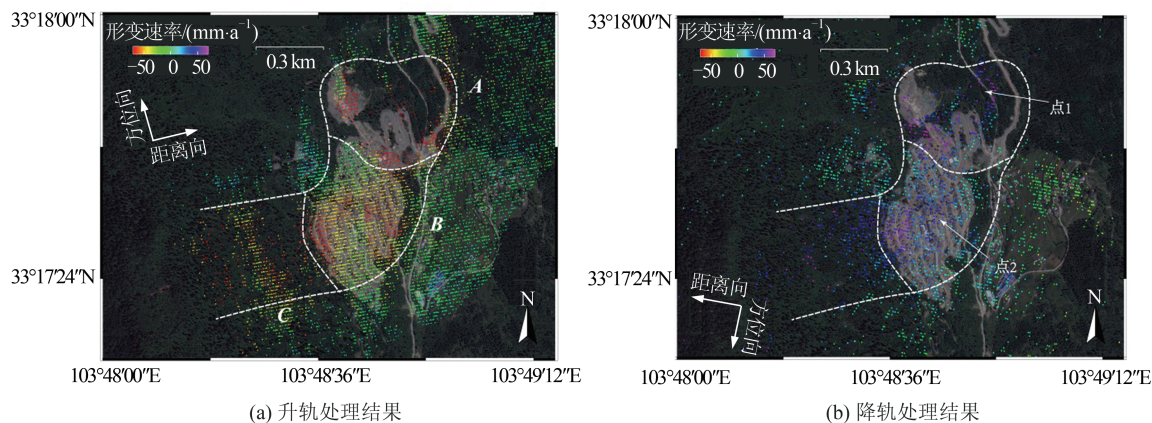 33°18′00″N
形变速率/(mm·a⁻¹)
−50 0 50
0.3 km
A
方位向
距离向
B
33°17′24″N
C
N
103°48′00″E
103°48′36″E
103°49′12″E
(a) 升轨处理结果
33°18′00″N
形变速率/(mm·a⁻¹)
−50 0 50
0.3 km
点1
点2
33°17′24″N
距离向
方位向
N
103°48′00″E
103°48′36″E
103°49′12″E
(b) 降轨处理结果